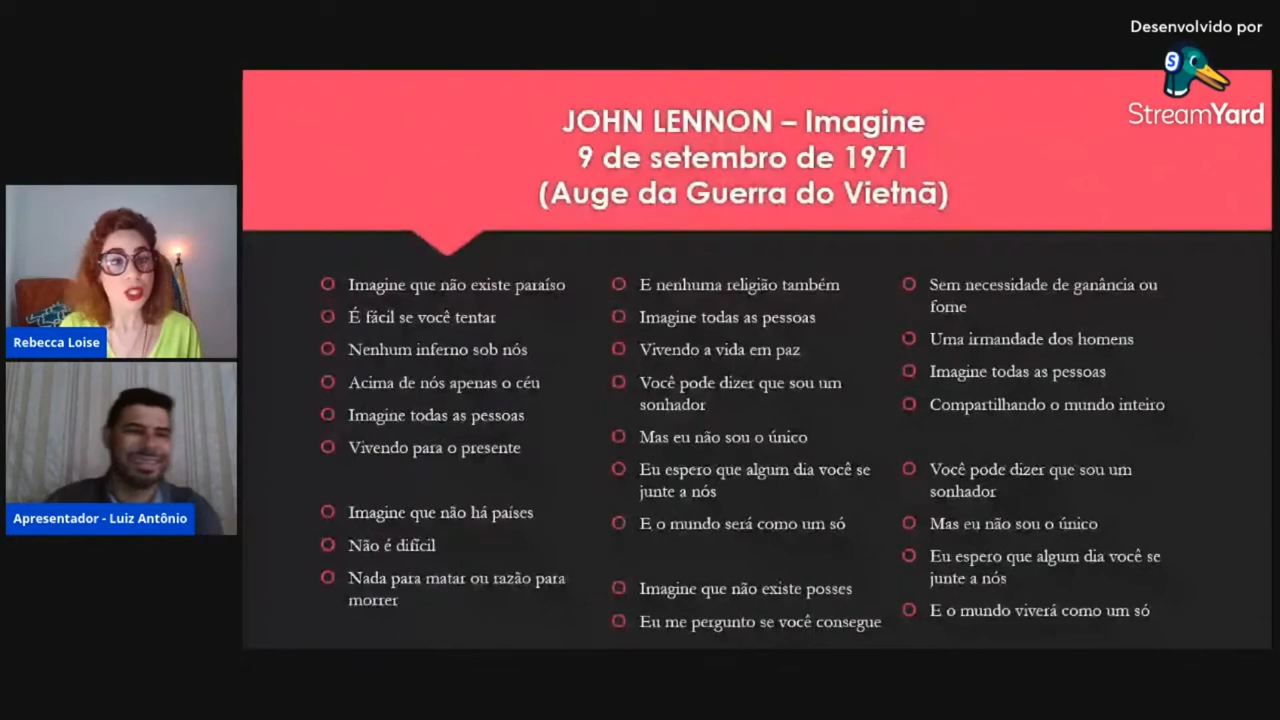 Desenvolvido por
StreamYard
JOHN LENNON – Imagine
9 de setembro de 1971
(Auge da Guerra do Vietnã)
Rebecca Loise
Apresentador - Luiz Antônio
Imagine que não existe paraíso
É fácil se você tentar
Nenhum inferno sob nós
Acima de nós apenas o céu
Imagine todas as pessoas
Vivendo para o presente
Imagine que não há países
Não é difícil
Nada para matar ou razão para
morrer
E nenhuma religião também
Imagine todas as pessoas
Vivendo a vida em paz
Você pode dizer que sou um
sonhador
Mas eu não sou o único
Eu espero que algum dia você se
junte a nós
E o mundo será como um só
Imagine que não existe posses
Eu me pergunto se você consegue
Sem necessidade de ganância ou
fome
Uma irmandade dos homens
Imagine todas as pessoas
Compartilhando o mundo inteiro
Você pode dizer que sou um
sonhador
Mas eu não sou o único
Eu espero que algum dia você se
junte a nós
E o mundo viverá como um só